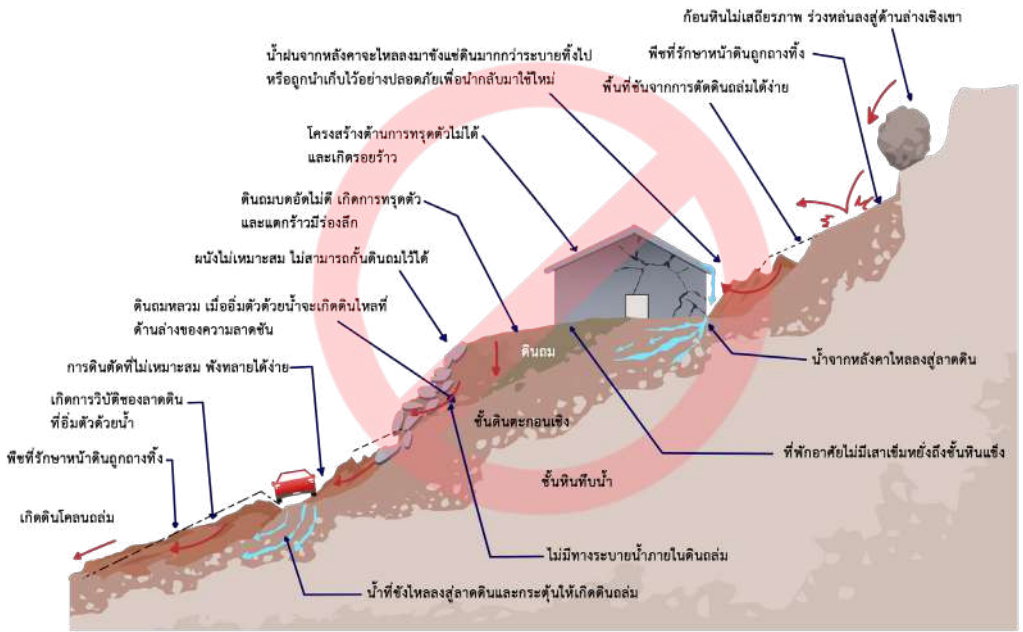 ก้อนหินไม่เสถียรภาพ ร่วงหล่นลงสู่ด้านล่างเชิงเขา
น้ำฝนจากหลังคาจะไหลลงมาขังแช่ดินมากกว่าระบายทิ้งไป
หรือถูกนำเก็บไว้อย่างปลอดภัยเพื่อนำกลับมาใช้ใหม่
พืชที่รักษาหน้าดินถูกถางทิ้ง
พื้นที่ชันจากการตัดดินถล่มได้ง่าย
โครงสร้างต้านการทรุดตัวไม่ได้
และเกิดรอยร้าว
ดินถมบดอัดไม่ดี เกิดการทรุดตัว
และแตกร้าวมีร่องลึก
ผนังไม่เหมาะสม ไม่สามารถกั้นดินถมไว้ได้
ดินถมหลวม เมื่ออิ่มตัวด้วยน้ำจะเกิดดินไหลที่
ด้านล่างของความลาดชัน
ดินถม
น้ำจากหลังคาไหลลงสู่ลาดดิน
การดินตัดที่ไม่เหมาะสม พังทลายได้ง่าย
เกิดการวิบัติของลาดดิน
ที่อิ่มตัวด้วยน้ำ
ชั้นดินตะกอนเชิง
พืชที่รักษาหน้าดินถูกถางทิ้ง
ที่พักอาศัยไม่มีเสาเข็มหยั่งถึงชั้นหินแข็ง
ชั้นหินทึบน้ำ
เกิดดินโคลนถล่ม
ไม่มีทางระบายน้ำภายในดินถล่ม
น้ำที่ขังไหลลงสู่ลาดดินและกระตุ้นให้เกิดดินถล่ม